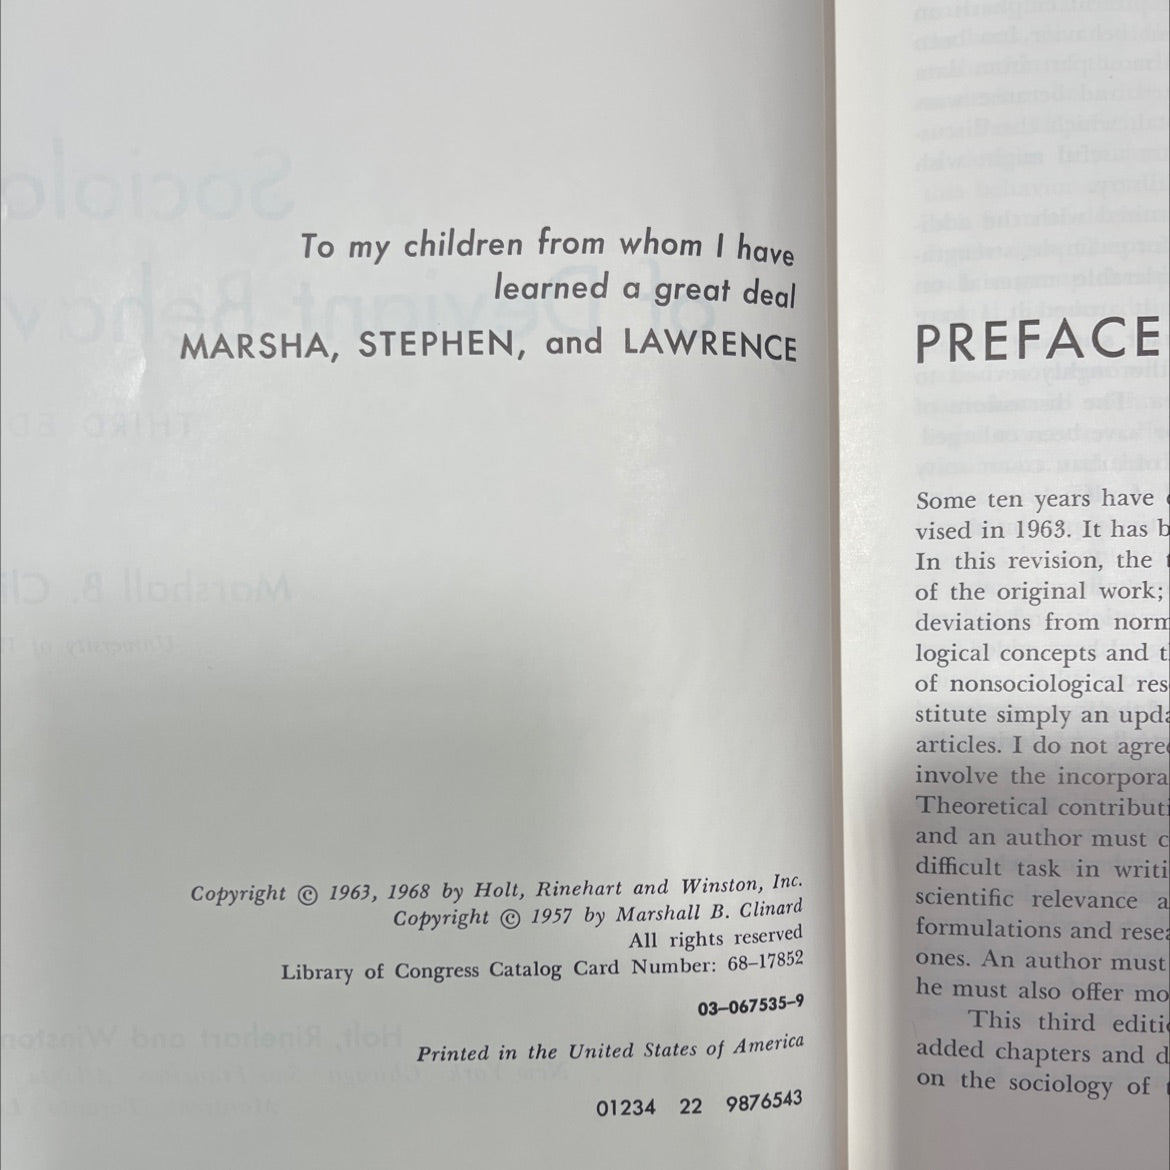 To my children from whom I have
learned a great deal
MARSHA, STEPHEN, and LAWRENCE
Copyright © 1963, 1968 by Holt, Rinehart and Winston, Inc.
Copyright © 1957 by Marshall B. Clinard
All rights reserved
Library of Congress Catalog Card Number: 68–17852
03–067535–9
Printed in the United States of America
01234 22 9876543
PREFACE
Some ten years have
vised in 1963. It has b
In this revision, the
of the original work;
deviations from norm
logical concepts and t
of nonsociological res
stitute simply an upda
articles. I do not agre
involve the incorpora
Theoretical contributi
and an author must c
difficult task in writi
scientific relevance a
formulations and resea
ones. An author must
he must also offer mo
This third editi
added chapters and d
on the sociology of